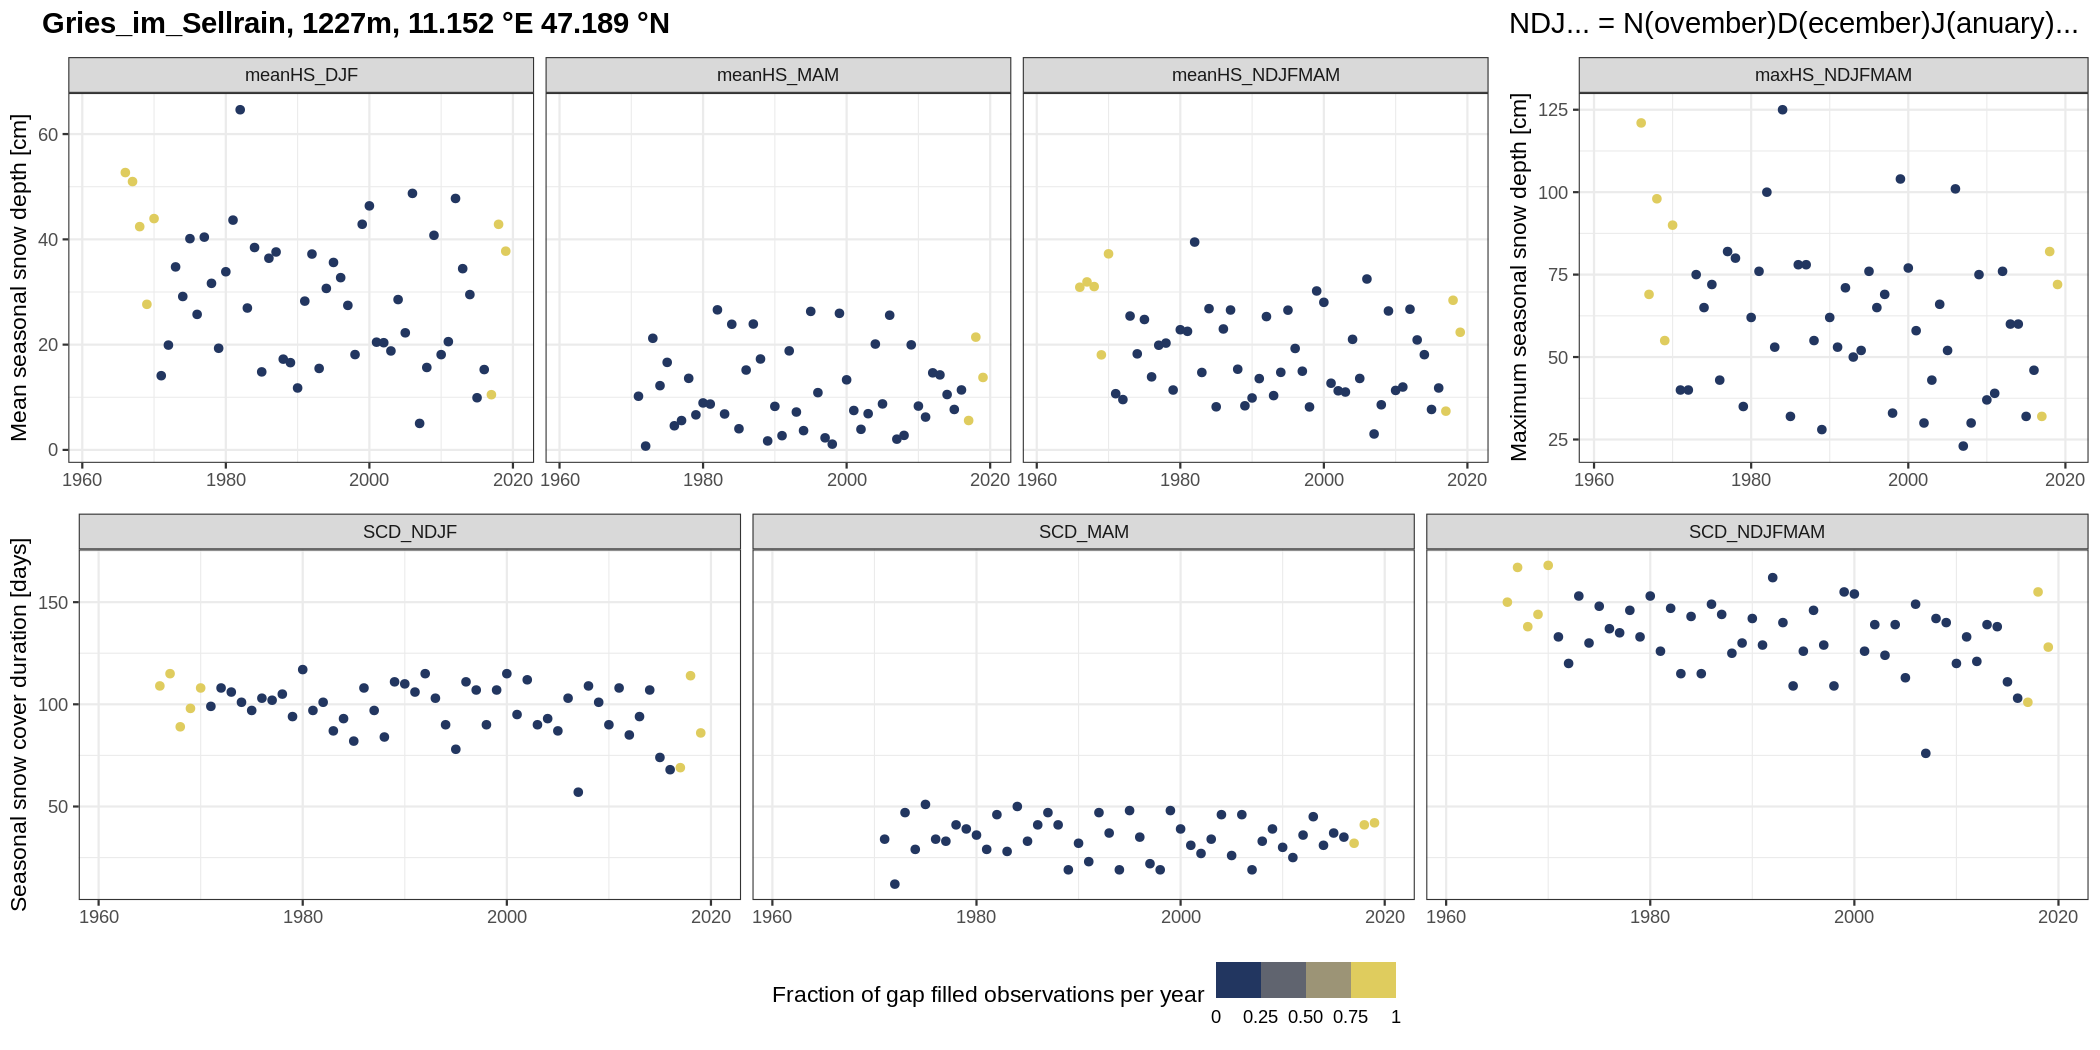 Gries_im_Sellrain, 1227m, 11.152 °E 47.189 °N
NDJ... = N(ovember)D(ecember)J(anuary)...
meanHS_DJF
meanHS_MAM
meanHS_NDJFMAM
maxHS_NDJFMAM
Mean seasonal snow depth [cm]
60
40
20
0
1960 1980 2000 2020
1960 1980 2000 2020
1960 1980 2000 2020
Maximum seasonal snow depth [cm]
125
100
75
50
25
1960 1980 2000 2020
SCD_NDJF
SCD_MAM
SCD_NDJFMAM
Seasonal snow cover duration [days]
150
100
50
1960 1980 2000 2020
1960 1980 2000 2020
1960 1980 2000 2020
Fraction of gap filled observations per year
0 0.25 0.50 0.75 1